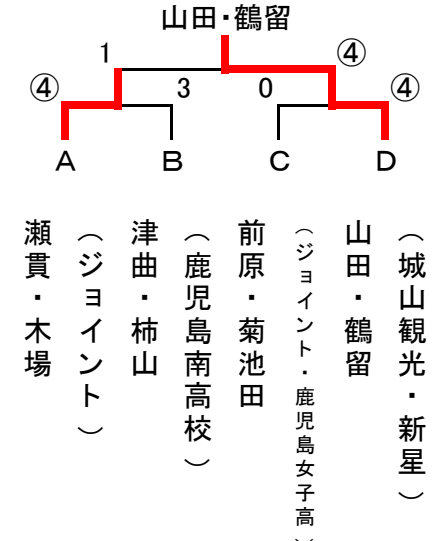 山田・鶴留
1 ④
④ 3 0 ④
A B C D
瀬貫・木場
（ジョイント）
津曲・柿山
（鹿児島南高校）
前原・菊池田
（ジョイント・鹿児島女子高）
山田・鶴留
（城山観光・新星）